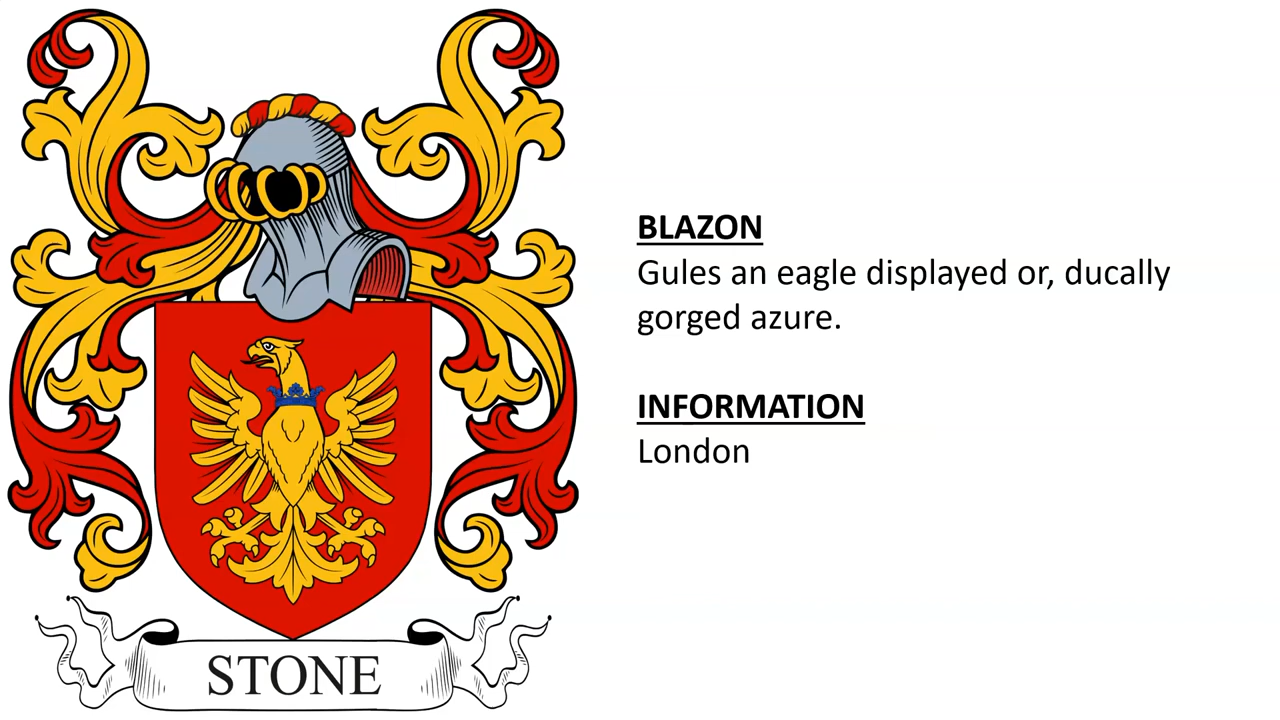 BLAZON
Gules an eagle displayed or, ducally
gorged azure.
INFORMATION
London
STONE